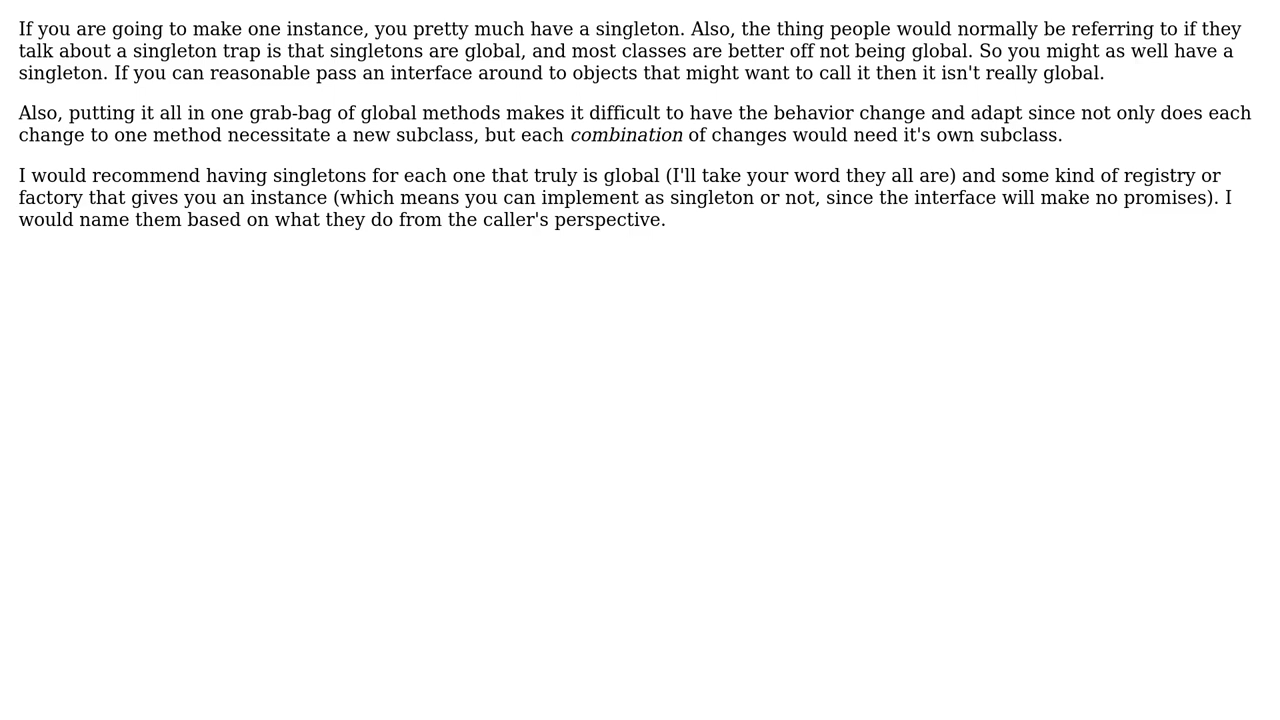 If you are going to make one instance, you pretty much have a singleton. Also, the thing people would normally be referring to if they
talk about a singleton trap is that singletons are global, and most classes are better off not being global. So you might as well have a
singleton. If you can reasonable pass an interface around to objects that might want to call it then it isn't really global.
Also, putting it all in one grab-bag of global methods makes it difficult to have the behavior change and adapt since not only does each
change to one method necessitate a new subclass, but each combination of changes would need it's own subclass.
I would recommend having singletons for each one that truly is global (I'll take your word they all are) and some kind of registry or
factory that gives you an instance (which means you can implement as singleton or not, since the interface will make no promises). I
would name them based on what they do from the caller's perspective.